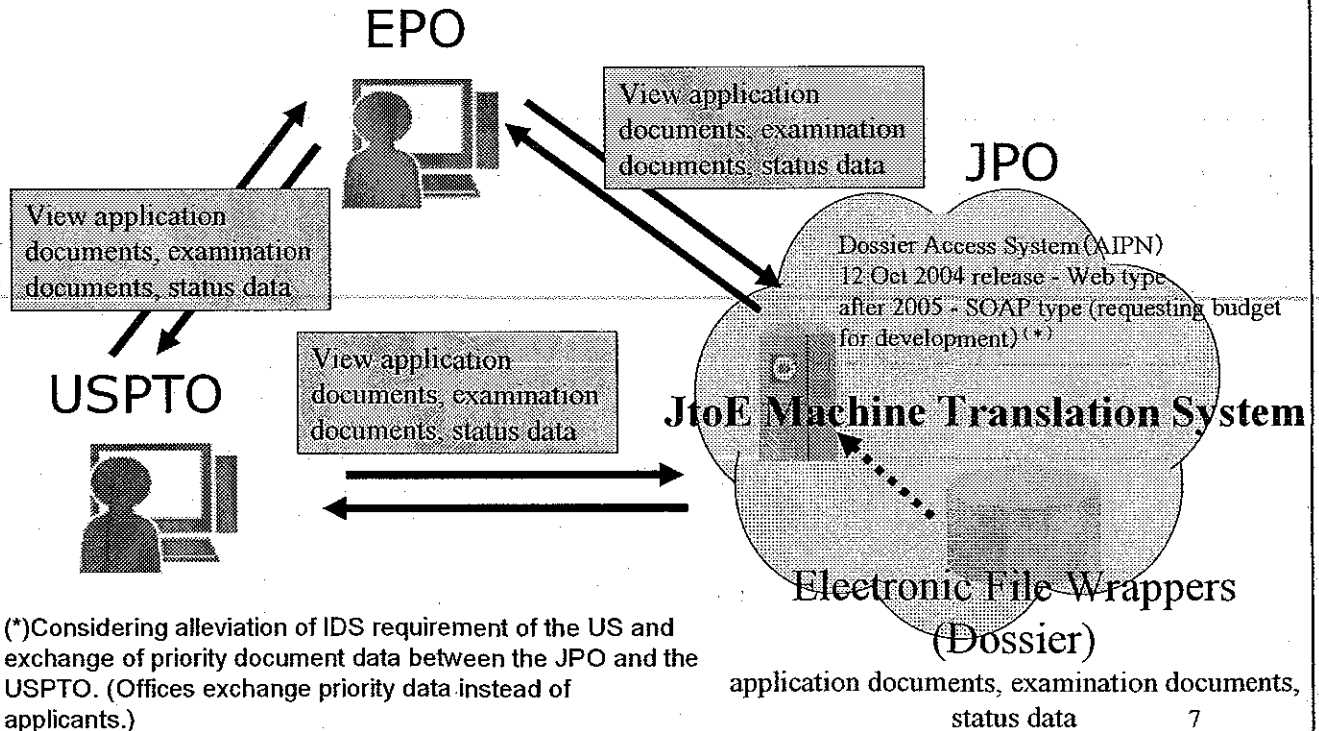 EPO
View application
documents, examination
documents, status data
JPO
View application
documents, examination
documents, status data
Dossier Access System(AIPN)
12 Oct 2004 release - Web type
after 2005 - SOAP type (requesting budget
for development)(*)
USPTO
View application
documents, examination
documents, status data
JtoE Machine Translation System
Electronic File Wrappers
(Dossier)
application documents, examination documents,
status data
(*)Considering alleviation of IDS requirement of the US and
exchange of priority document data between the JPO and the
USPTO. (Offices exchange priority data instead of
applicants.)
7